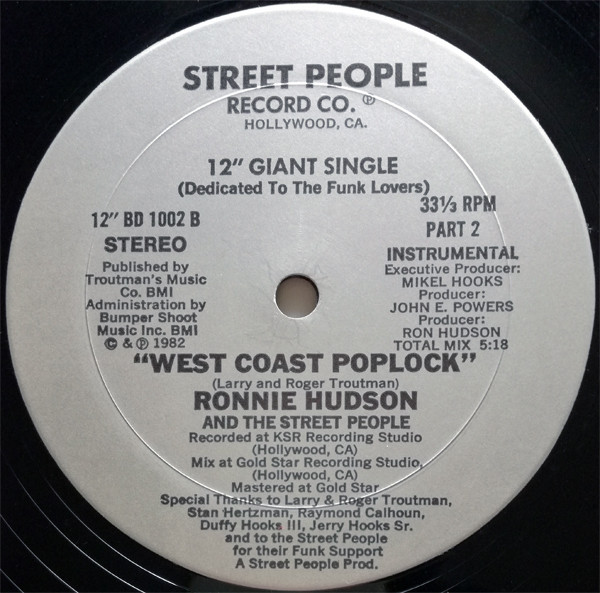 STREET PEOPLE
RECORD CO. ℗
HOLLYWOOD, CA.
12" GIANT SINGLE
(Dedicated To The Funk Lovers)
12" BD 1002 B
STEREO
Published by
Troutman's Music
Co. BMI
Administration by
Bumper Shoot
Music Inc. BMI
© & ℗ 1982
33⅓ RPM
PART 2
INSTRUMENTAL
Executive Producer:
MIKEL HOOKS
Producer:
JOHN E. POWERS
Producer:
RON HUDSON
TOTAL MIX 5:18
"WEST COAST POPLOCK"
(Larry and Roger Troutman)
RONNIE HUDSON
AND THE STREET PEOPLE
Recorded at KSR Recording Studio
(Hollywood, CA)
Mix at Gold Star Recording Studio,
(Hollywood, CA)
Mastered at Gold Star
Special Thanks to Larry & Roger Troutman,
Stan Hertzman, Raymond Calhoun,
Duffy Hooks III, Jerry Hooks Sr.
and to the Street People
for their Funk Support
A Street People Prod.